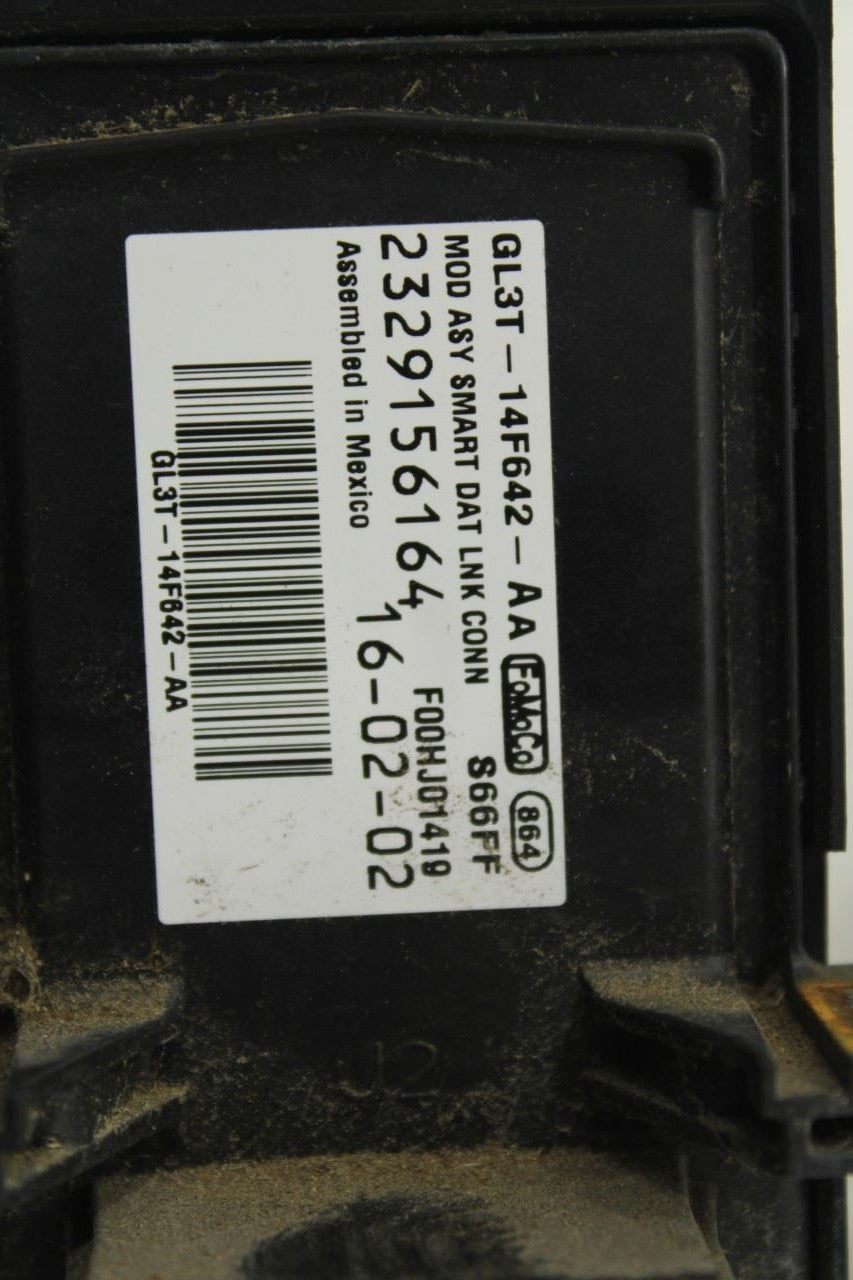 GL3T-14F642-AA FoMoCo 864
MOD ASY SMART DAT LNK CONN S66FF
2329156164 F00HJ01419
16-02-02
Assembled in Mexico
GL3T-14F642-AA
J2